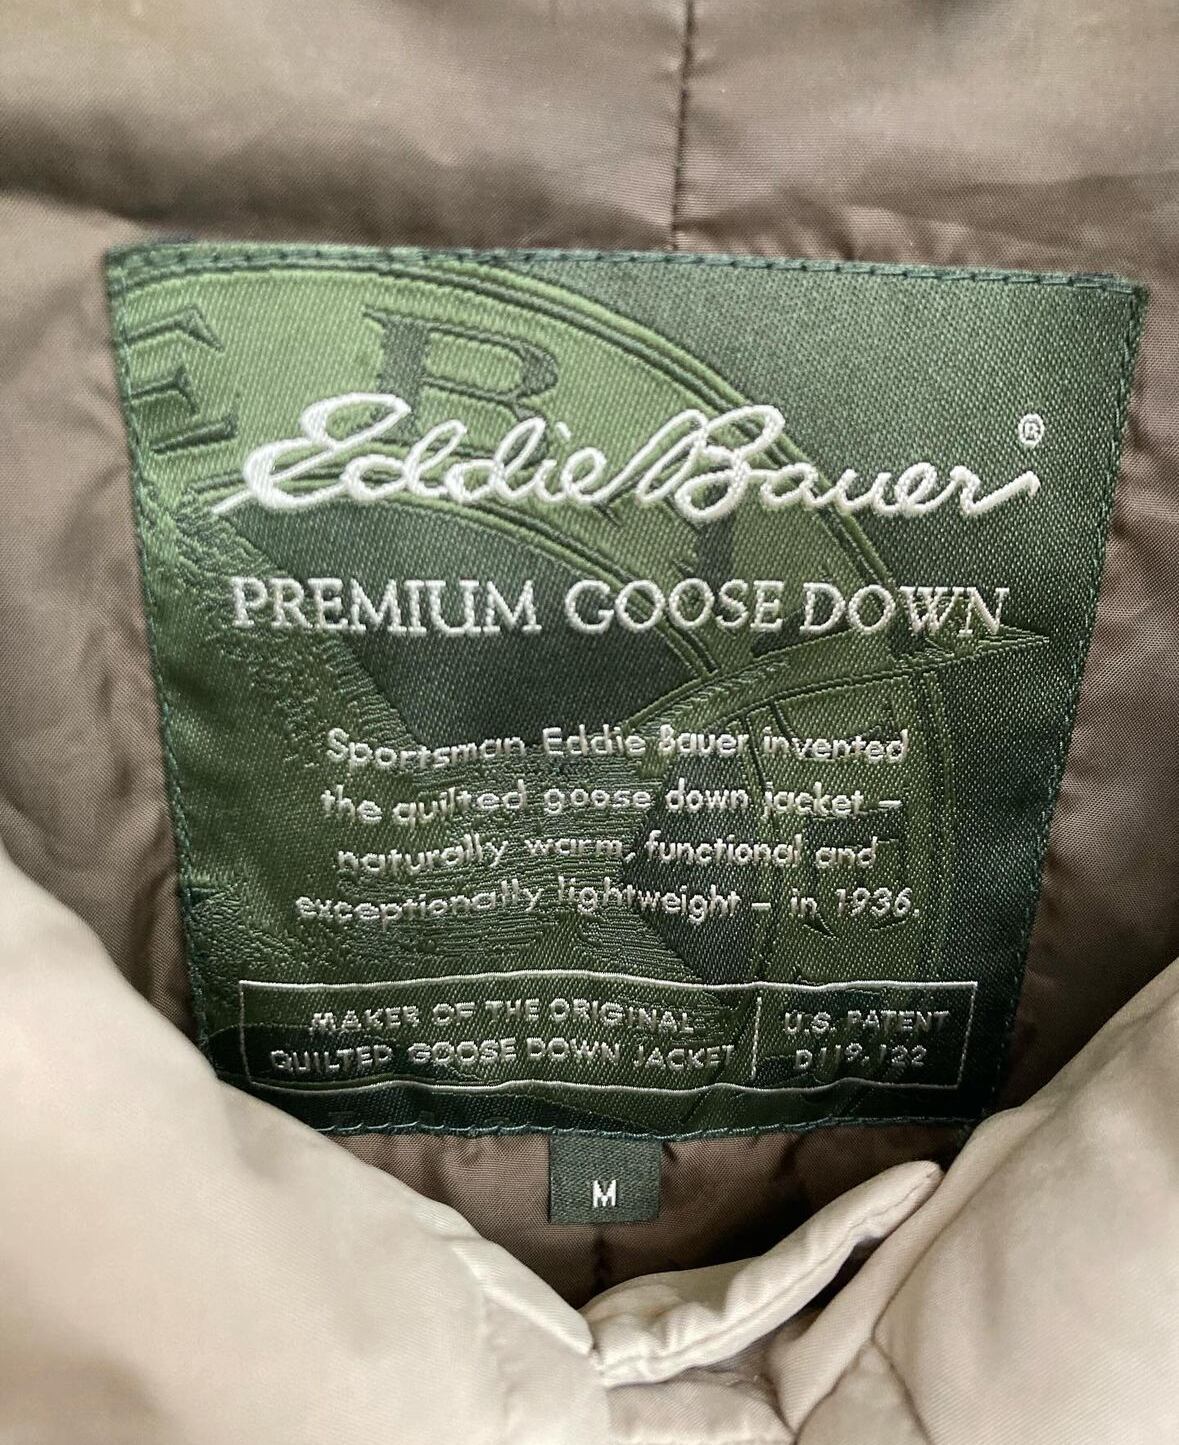 E B
Eddie Bauer®
PREMIUM GOOSE DOWN
Sportsman Eddie Bauer invented
the quilted goose down jacket –
naturally warm, functional and
exceptionally lightweight – in 1936.
MAKER OF THE ORIGINAL
QUILTED GOOSE DOWN JACKET
U.S. PATENT
D119,122
M